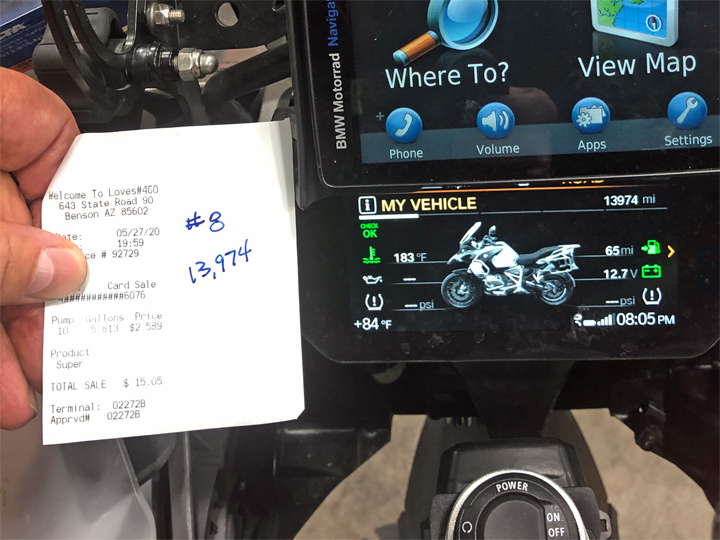 BMW Motorrad Navigat
Where To?
View Map
Phone
Volume
Apps
Settings
Welcome To Loves#460
643 State Road 90
Benson AZ 85602
05/27/20
19:59
# 92729
Card Sale
############6076
Pump Gallons Price
10 5.813 $2.589
Product
Super
TOTAL SALE $ 15.05
Terminal: 02272B
Apprvd# 02272B
#8
13,974
i MY VEHICLE
13974 mi
CHECK
OK
183 °F
65mi
---
12.7 V
-- psi
-- psi
+84 °F
08:05 PM
POWER
ON
OFF